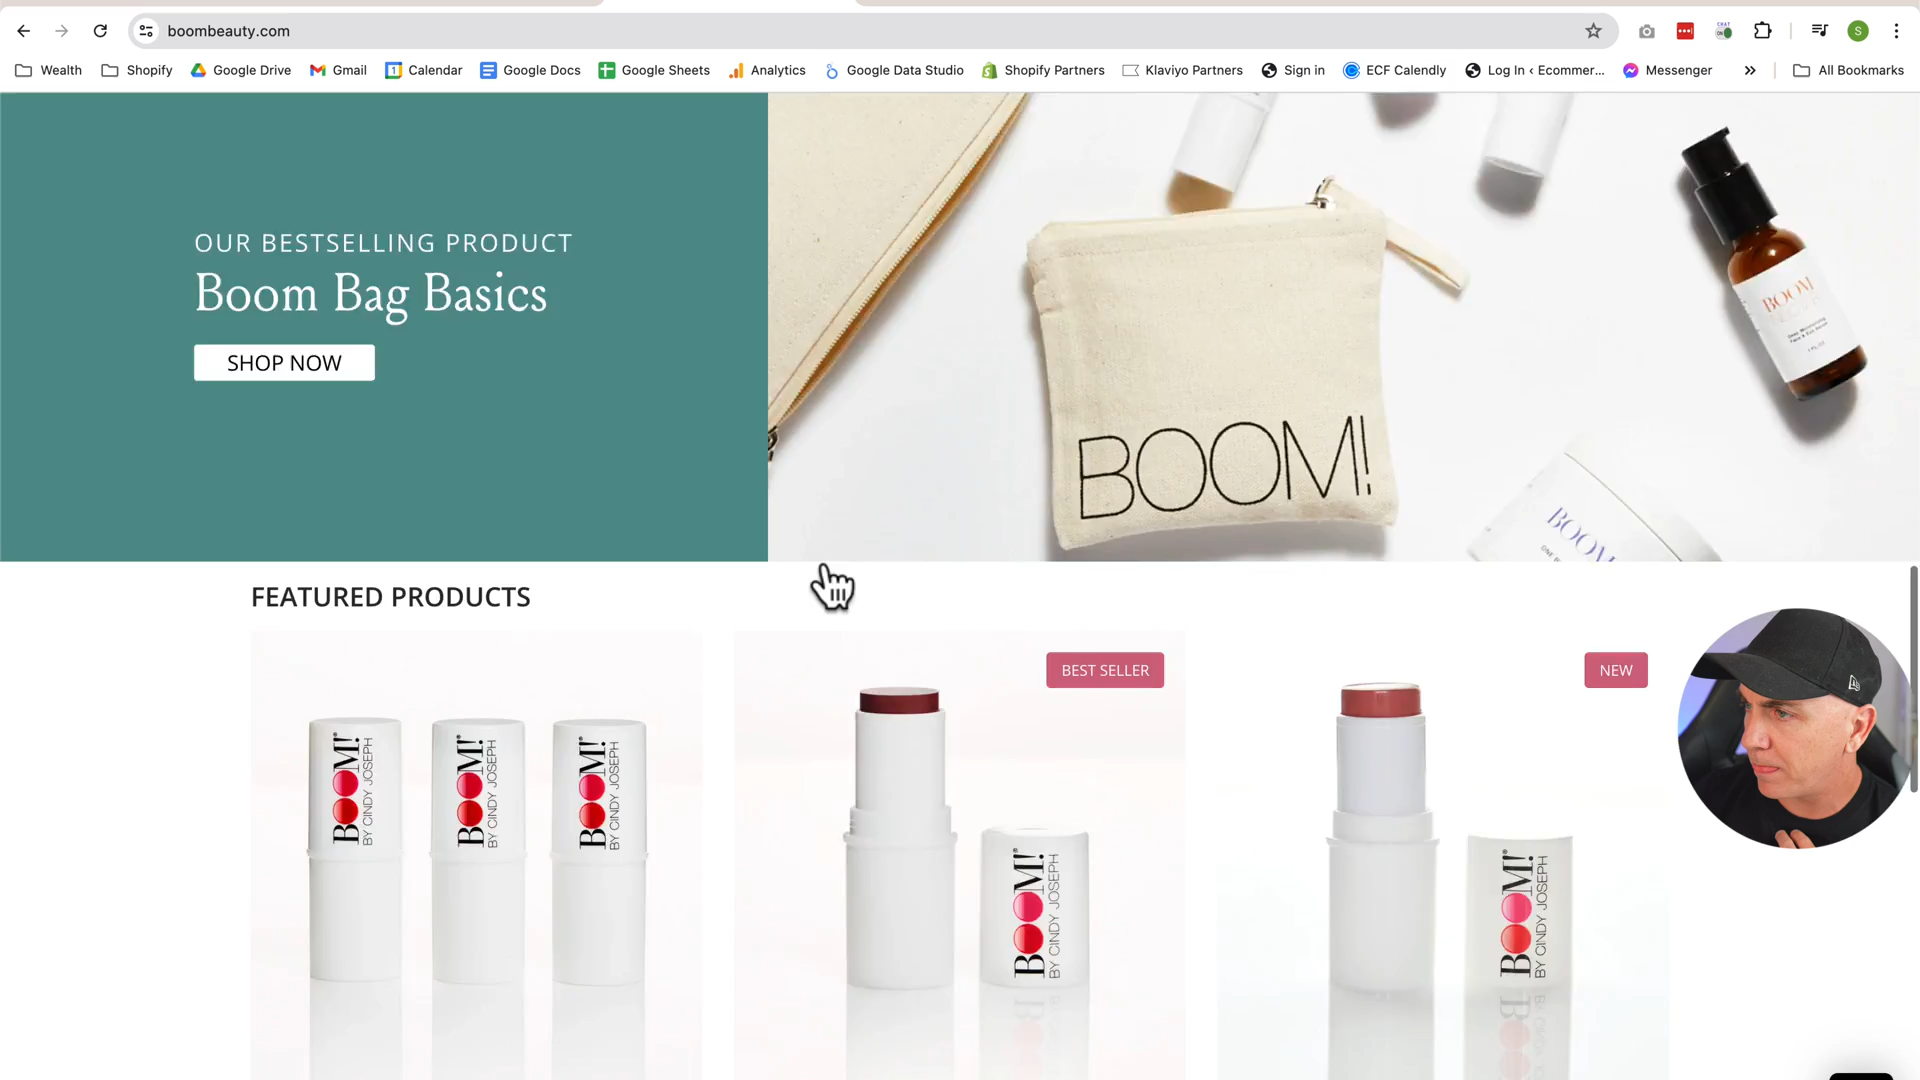 boombeauty.com
S
Wealth
Shopify
Google Drive
Gmail
1 Calendar
Google Docs
Google Sheets
Analytics
Google Data Studio
Shopify Partners
Klaviyo Partners
Sign in
ECF Calendly
Log In ‹ Ecommer...
Messenger
»
All Bookmarks
OUR BESTSELLING PRODUCT
Boom Bag Basics
SHOP NOW
BOOM!
BOOM
BOOM
FEATURED PRODUCTS
BEST SELLER
NEW
BOOM!®
BY CINDY JOSEPH
BOOM!®
BY CINDY JOSEPH
BOOM!®
BY CINDY JOSEPH
BOOM!®
BY CINDY JOSEPH
BOOM!®
BY CINDY JOSEPH